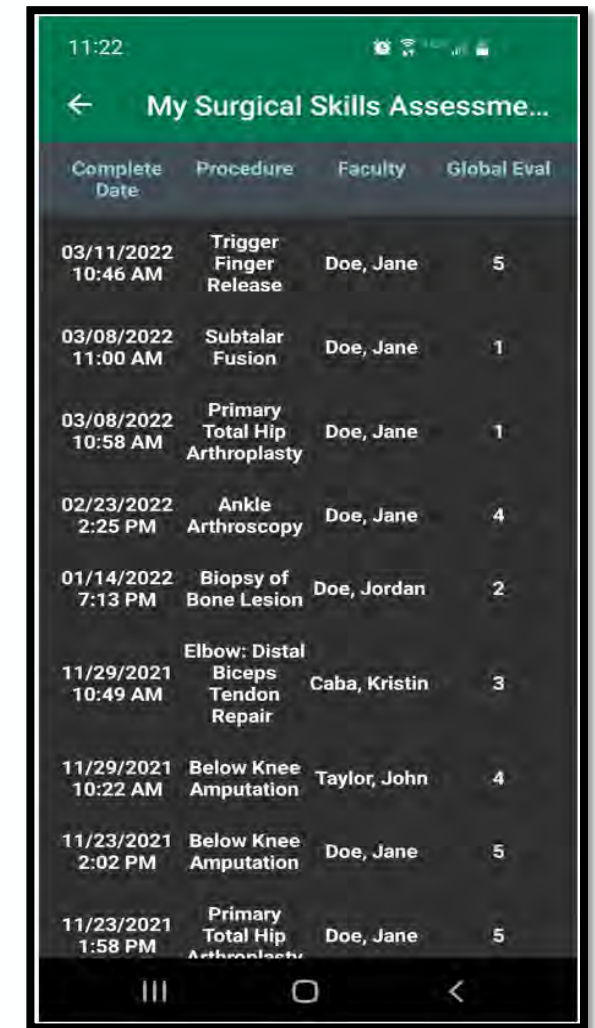 11:22
My Surgical Skills Assessme...
Complete Date Procedure Faculty Global Eval
03/11/2022 10:46 AM Trigger Finger Release Doe, Jane 5
03/08/2022 11:00 AM Subtalar Fusion Doe, Jane 1
03/08/2022 10:58 AM Primary Total Hip Arthroplasty Doe, Jane 1
02/23/2022 2:25 PM Ankle Arthroscopy Doe, Jane 4
01/14/2022 7:13 PM Biopsy of Bone Lesion Doe, Jordan 2
11/29/2021 10:49 AM Elbow: Distal Biceps Tendon Repair Caba, Kristin 3
11/29/2021 10:22 AM Below Knee Amputation Taylor, John 4
11/23/2021 2:02 PM Below Knee Amputation Doe, Jane 5
11/23/2021 1:58 PM Primary Total Hip Arthroplasty Doe, Jane 5